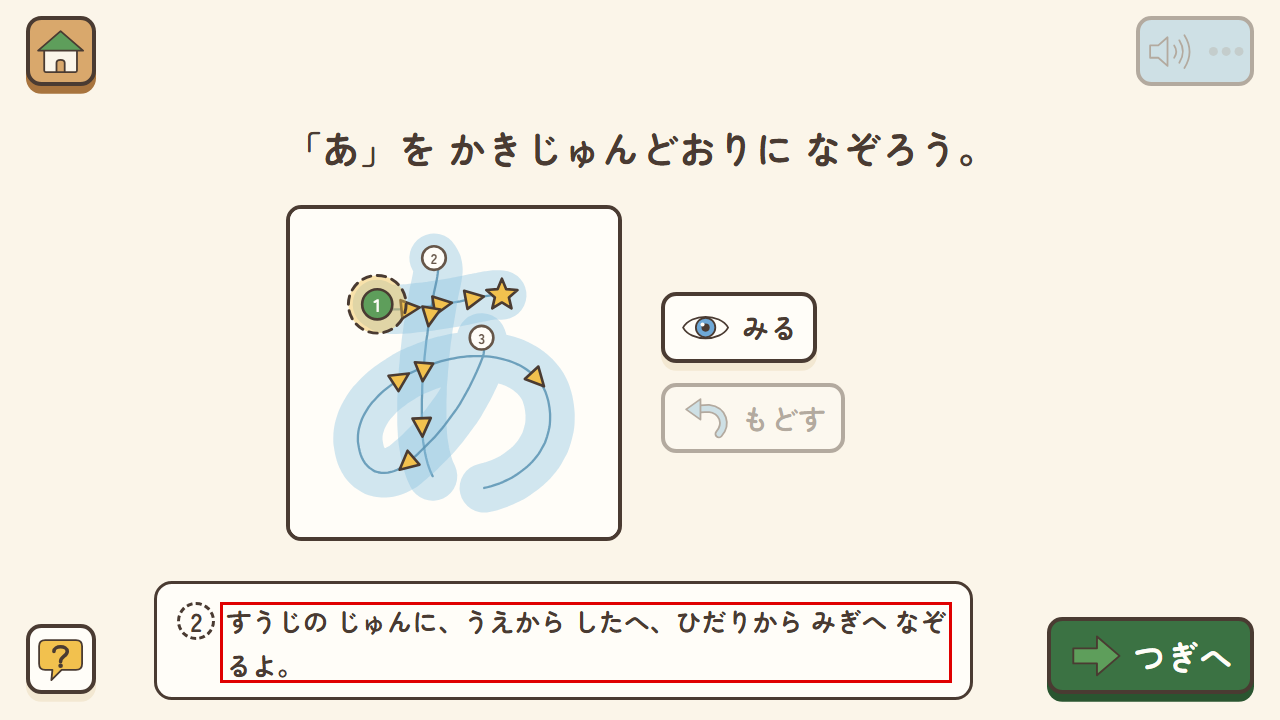 「あ」を かきじゅんどおりに なぞろう。
1
2
3
みる
もどす
2
すうじの じゅんに、うえから したへ、ひだりから みぎへ なぞ
るよ。
?
つぎへ